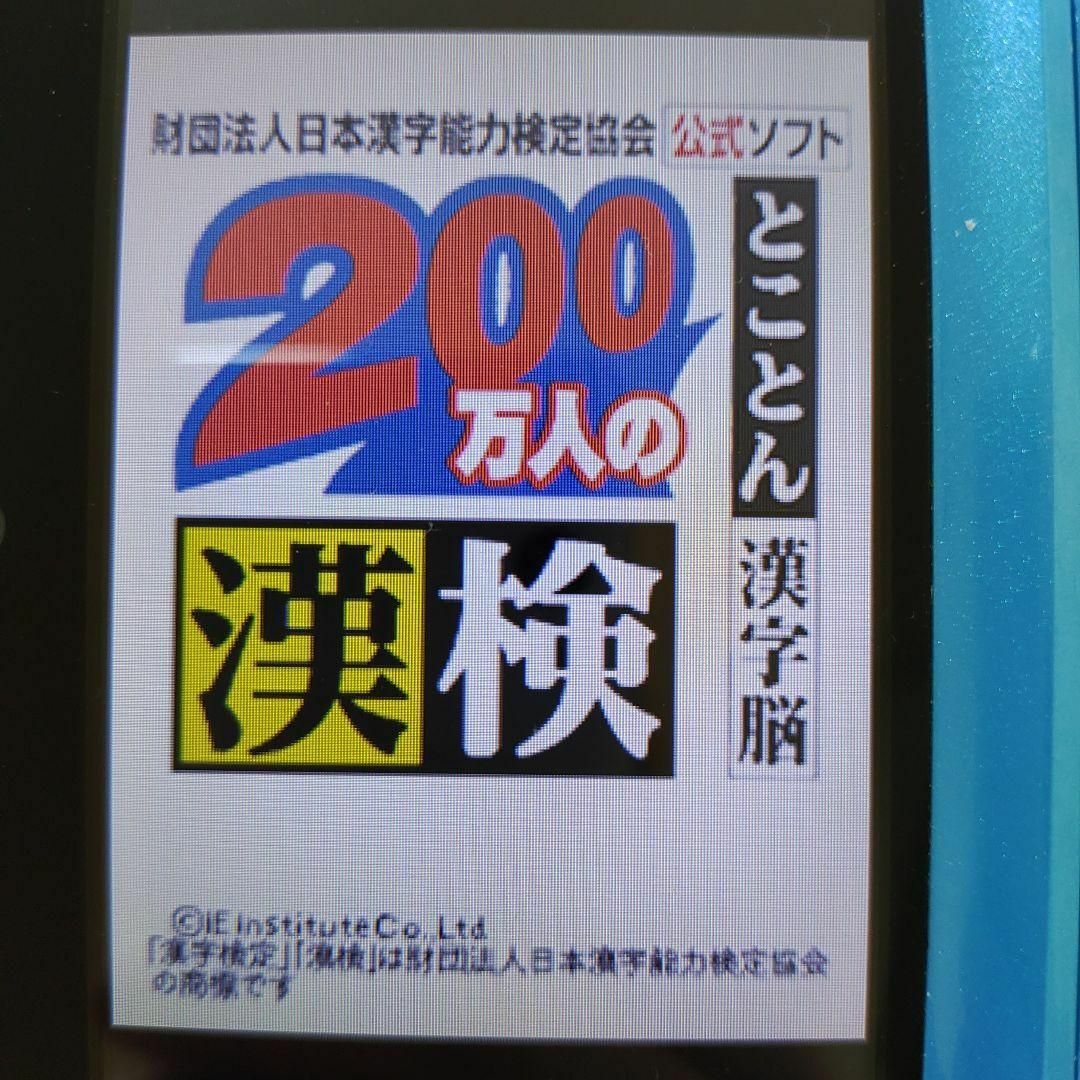 財団法人日本漢字能力検定協会 公式ソフト
200
万人の
漢検
とことん
漢字脳
©IE institute Co., Ltd
「漢字検定」「漢検」は財団法人日本漢字能力検定協会
の商標です